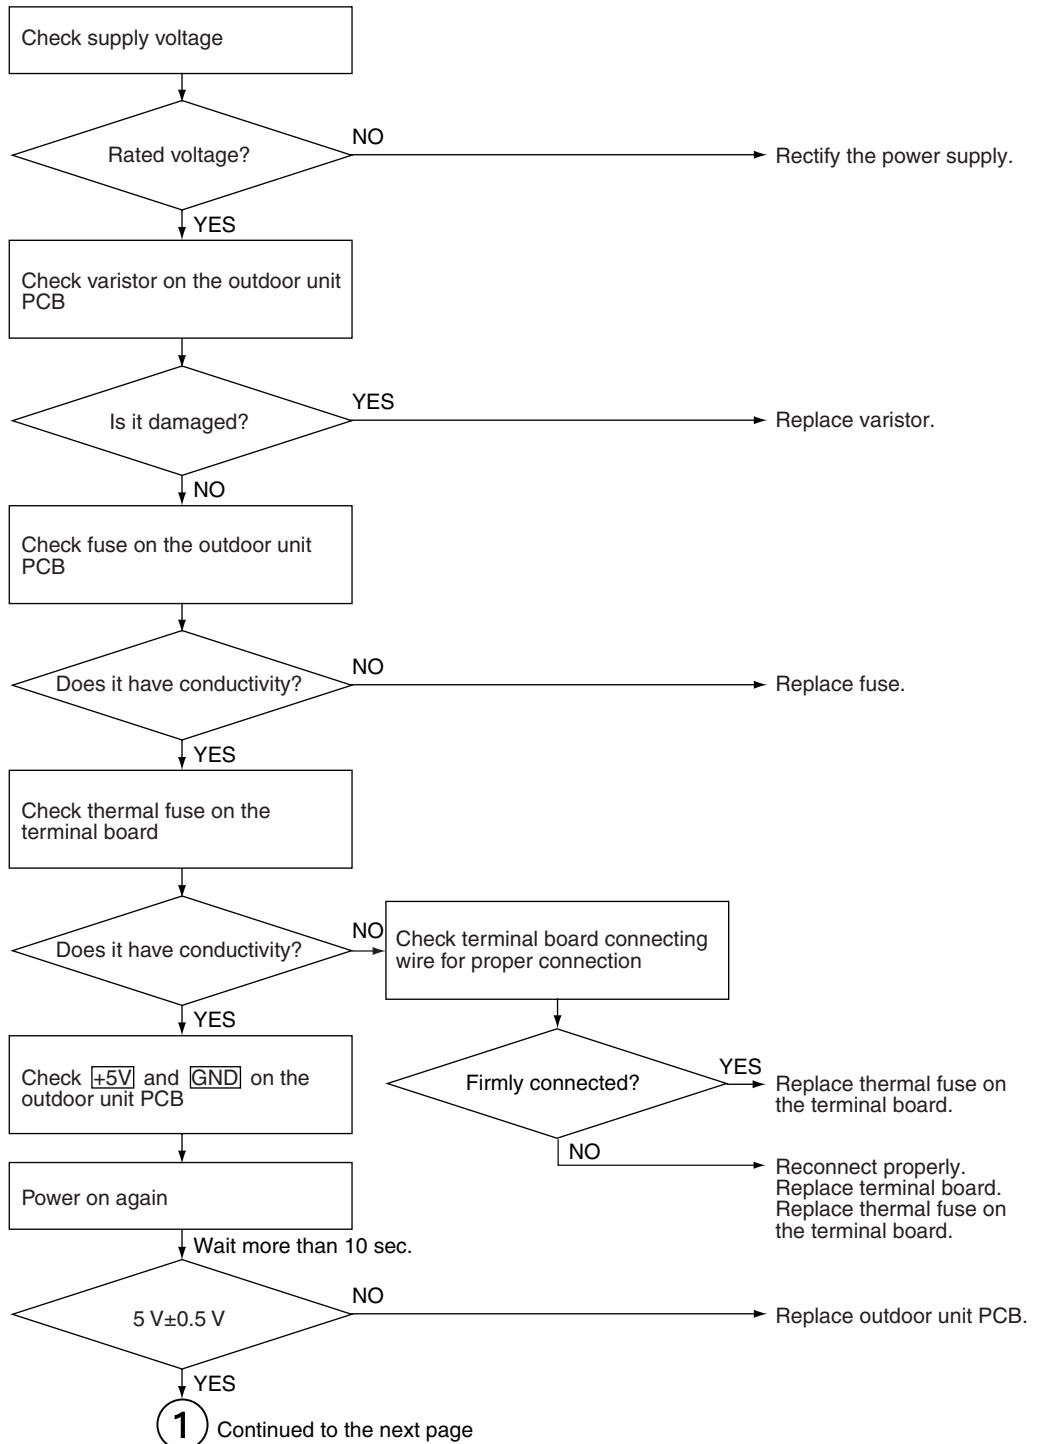 Check supply voltage
Rated voltage?
NO
Rectify the power supply.
YES
Check varistor on the outdoor unit
PCB
Is it damaged?
YES
Replace varistor.
NO
Check fuse on the outdoor unit
PCB
Does it have conductivity?
NO
Replace fuse.
YES
Check thermal fuse on the
terminal board
Does it have conductivity?
NO
Check terminal board connecting
wire for proper connection
YES
Firmly connected?
YES
Replace thermal fuse on
the terminal board.
NO
Reconnect properly.
Replace terminal board.
Replace thermal fuse on
the terminal board.
Check +5V and GND on the
outdoor unit PCB
Power on again
Wait more than 10 sec.
5 V±0.5 V
NO
Replace outdoor unit PCB.
YES
1 Continued to the next page